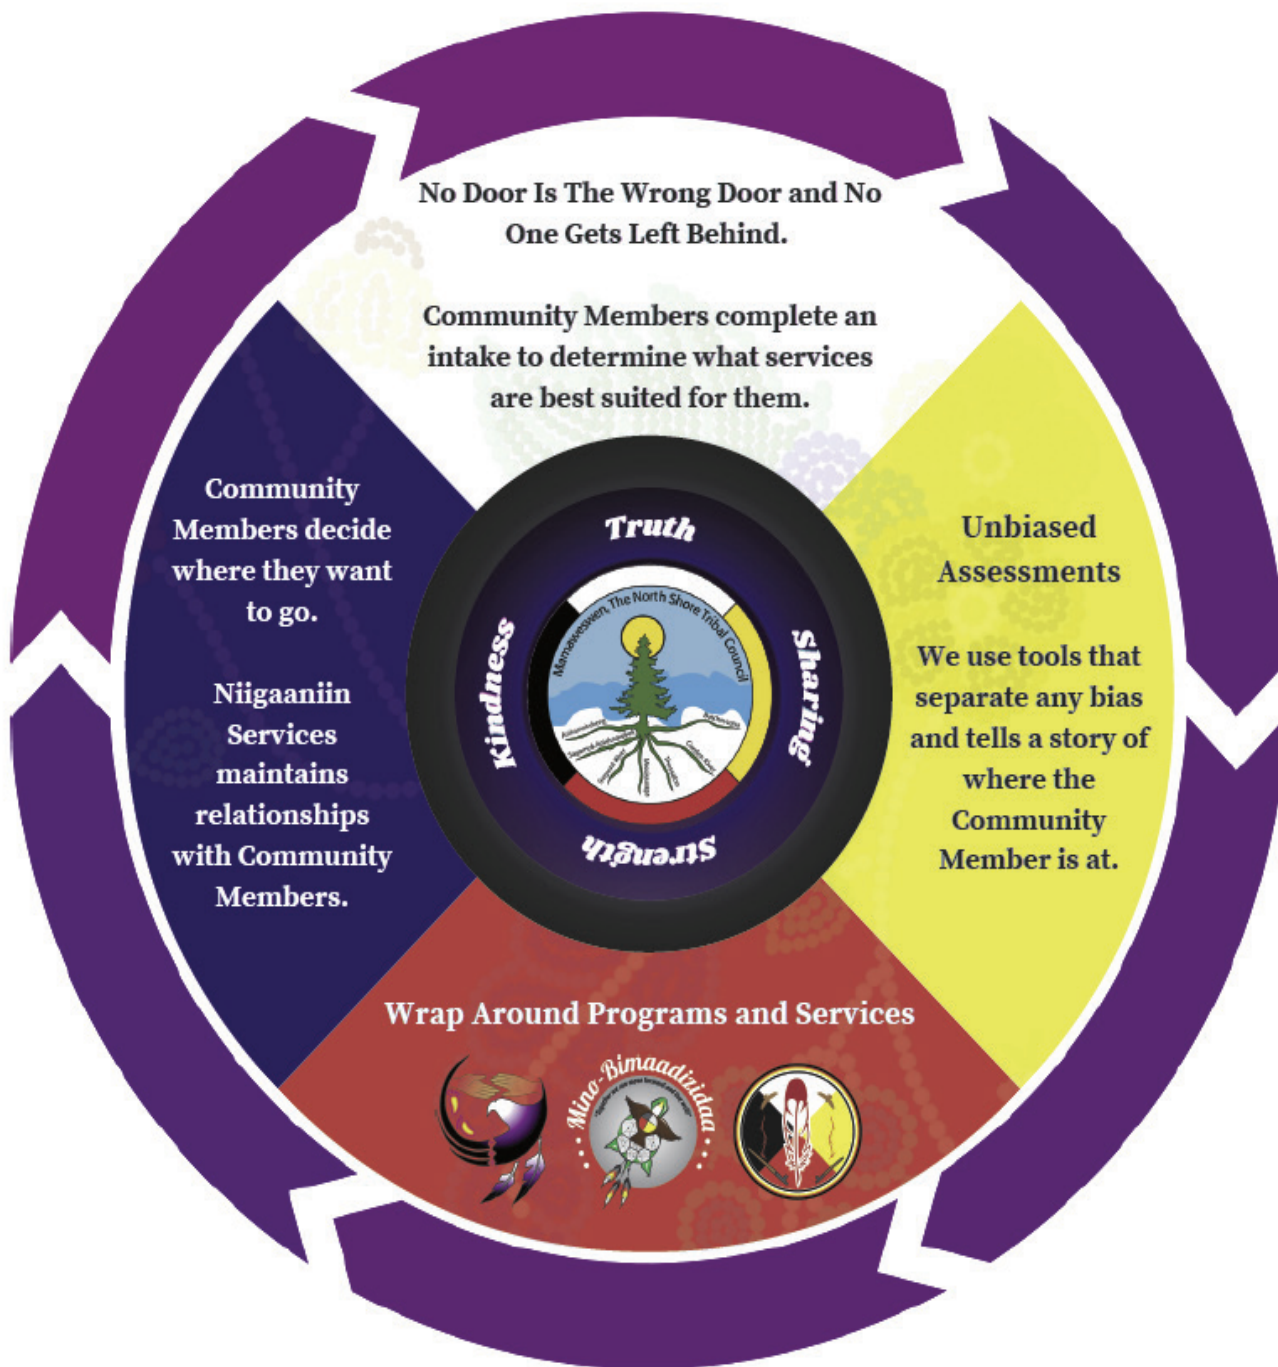 No Door Is The Wrong Door and No
One Gets Left Behind.
Community Members complete an
intake to determine what services
are best suited for them.
Community
Members decide
where they want
to go.
Niigaaniin
Services
maintains
relationships
with Community
Members.
Truth
Sharing
Strength
Kindness
Mamaweswen, The North Shore Tribal Council
Unbiased
Assessments
We use tools that
separate any bias
and tells a story of
where the
Community
Member is at.
Wrap Around Programs and Services
Mino-Bimaadizidaa